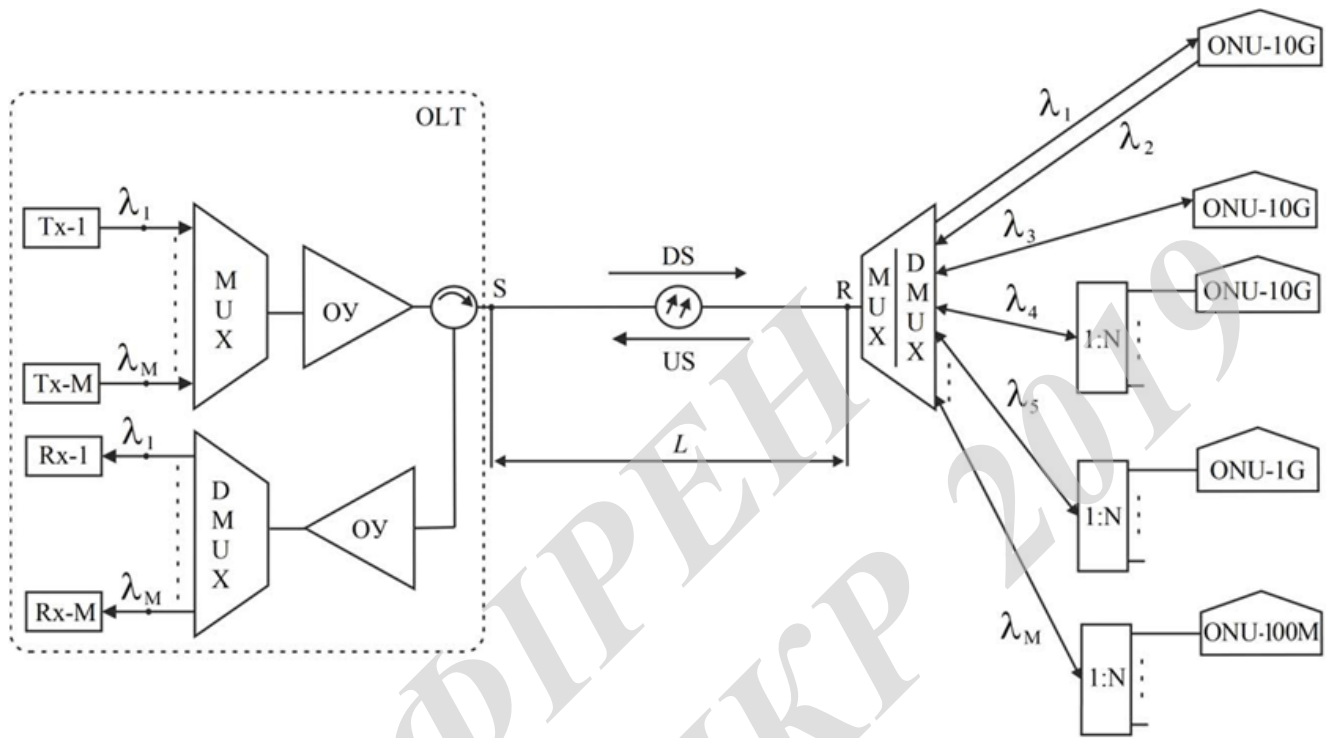 OLT
Tx-1
λ1
Tx-M
λM
MUX
ОУ
Rx-1
λ1
Rx-M
λM
DMUX
ОУ
S
DS
US
R
L
MUX
DMUX
λ1
λ2
λ3
λ4
λ5
λM
1:N
1:N
1:N
ONU-10G
ONU-10G
ONU-10G
ONU-1G
ONU-100M
ФІРЕН
ІКР 2019